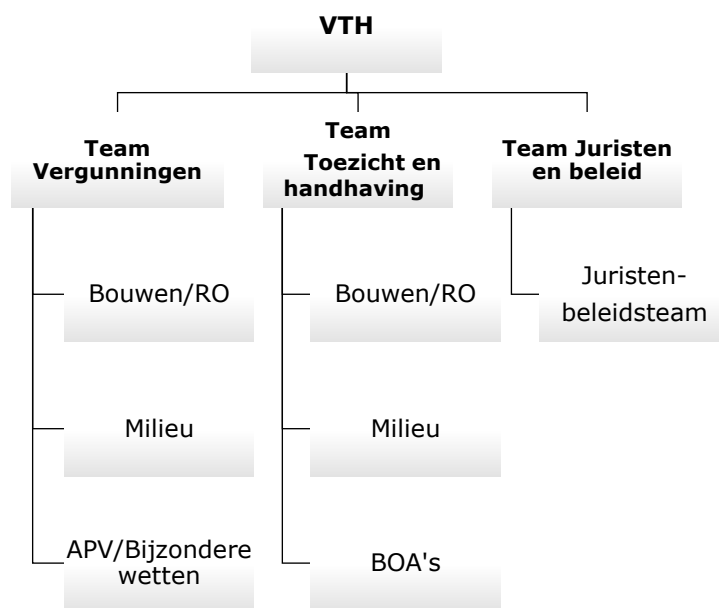 VTH
Team
Vergunningen
Bouwen/RO
Milieu
APV/Bijzondere
wetten
Team
Toezicht en
handhaving
Bouwen/RO
Milieu
BOA's
Team Juristen
en beleid
Juristen-
beleidsteam